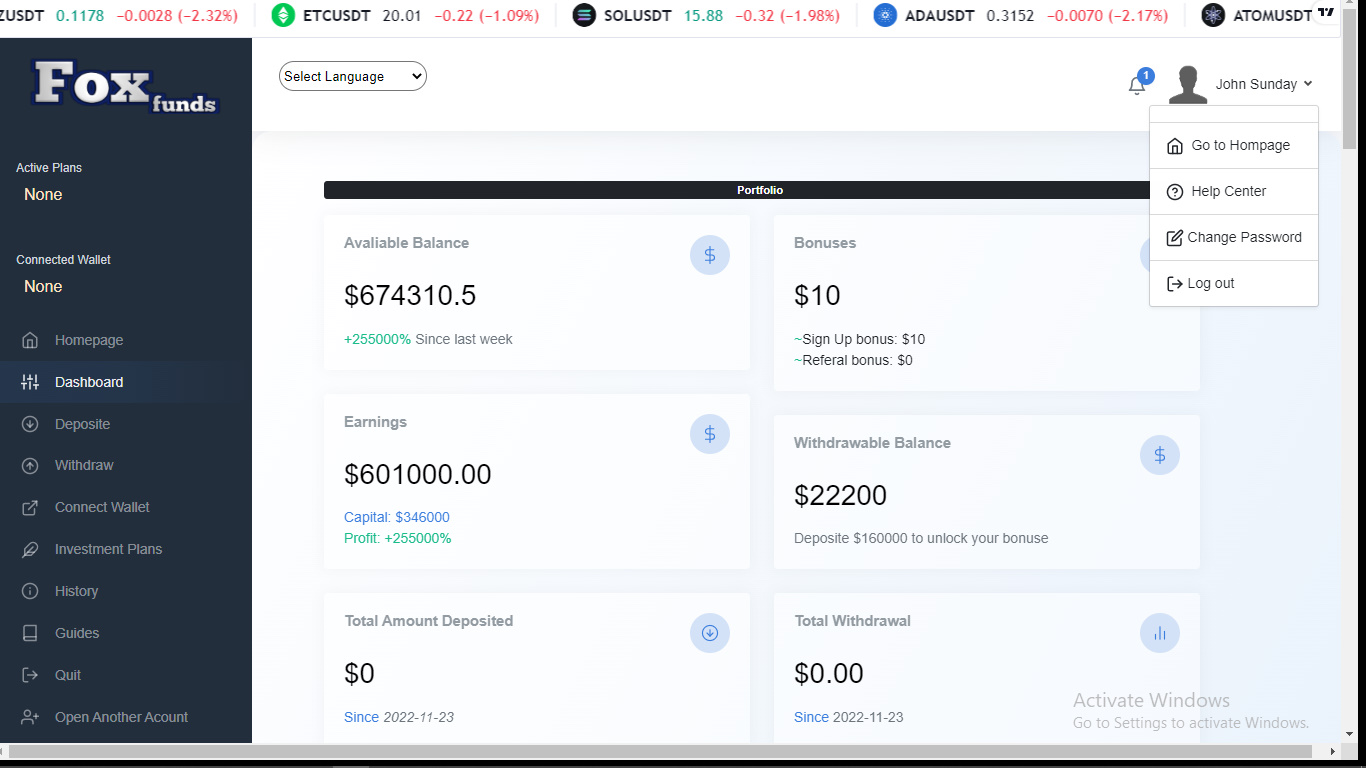 ZUSDT 0.1178 −0.0028 (−2.32%) ETCUSDT 20.01 −0.22 (−1.09%) SOLUSDT 15.88 −0.32 (−1.98%) ADAUSDT 0.3152 −0.0070 (−2.17%) ATOMUSDT
Fox
funds
Select Language
1
John Sunday
Go to Hompage
Help Center
Change Password
Log out
Active Plans
None
Connected Wallet
None
Homepage
Dashboard
Deposite
Withdraw
Connect Wallet
Investment Plans
History
Guides
Quit
Open Another Acount
Portfolio
Avaliable Balance
$674310.5
+255000% Since last week
Bonuses
$10
~Sign Up bonus: $10
~Referal bonus: $0
Earnings
$601000.00
Capital: $346000
Profit: +255000%
Withdrawable Balance
$22200
Deposite $160000 to unlock your bonuse
Total Amount Deposited
$0
Since 2022-11-23
Total Withdrawal
$0.00
Since 2022-11-23
Activate Windows
Go to Settings to activate Windows.